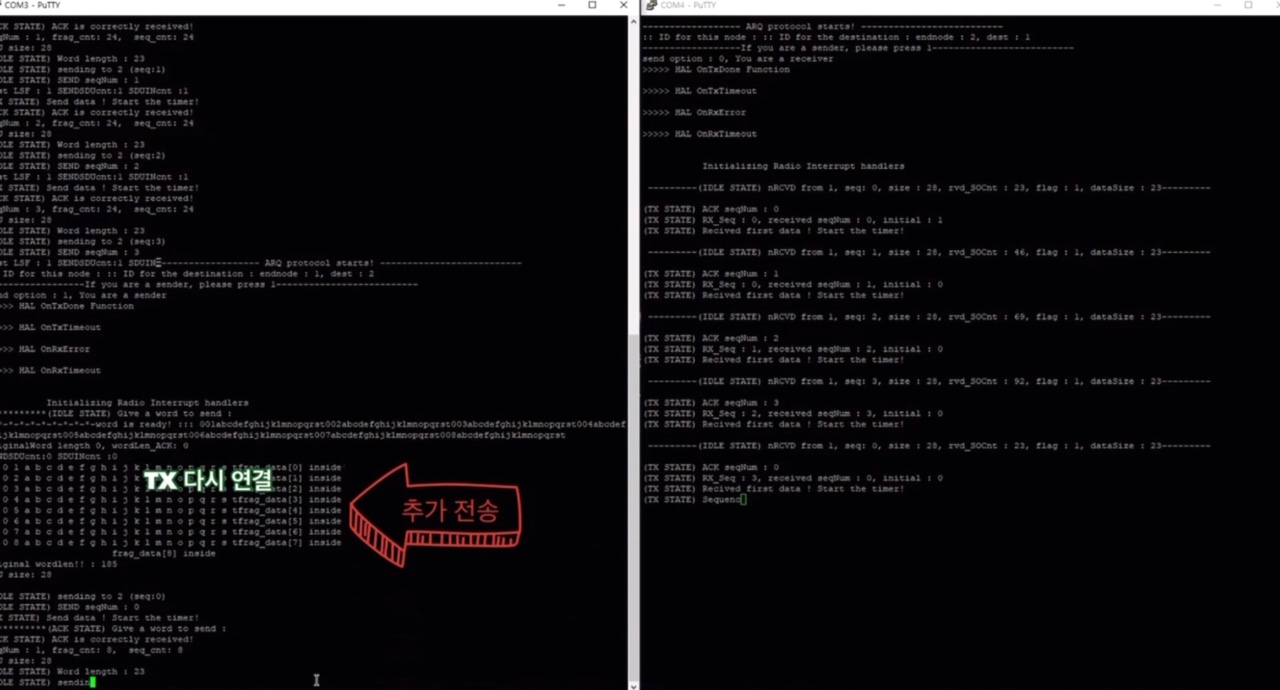 COM3 - PuTTY
CK STATE) ACK is correctly received!
qNum : 1, frag_cnt: 24, seq_cnt: 24
U size: 28
DLE STATE) Word length : 23
DLE STATE) sending to 2 (seq:1)
DLE STATE) SEND seqNum : 1
st LSF : 1 SENDSDUcnt:1 SDUINcnt :1
X STATE) Send data ! Start the timer!
CK STATE) ACK is correctly received!
qNum : 2, frag_cnt: 24, seq_cnt: 24
U size: 28
DLE STATE) Word length : 23
DLE STATE) sending to 2 (seq:2)
DLE STATE) SEND seqNum : 2
st LSF : 1 SENDSDUcnt:1 SDUINcnt :1
X STATE) Send data ! Start the timer!
CK STATE) ACK is correctly received!
qNum : 3, frag_cnt: 24, seq_cnt: 24
U size: 28
DLE STATE) Word length : 23
DLE STATE) sending to 2 (seq:3)
DLE STATE) SEND seqNum : 3
st LSF : 1 SENDSDUcnt:1 SDUIN------------------ ARQ protocol starts! --------------------------
ID for this node : :: ID for the destination : endnode : 1, dest : 2
----------------If you are a sender, please press 1--------------------------
nd option : 1, You are a sender
>>> HAL OnTxDone Function
>>> HAL OnTxTimeout
>>> HAL OnRxError
>>> HAL OnRxTimeout
Initializing Radio Interrupt handlers
*********(IDLE STATE) Give a word to send :
-*-*-*-*-*-*-*-*-word is ready! ::: 001abcdefghijklmnopqrst002abcdefghijklmnopqrst003abcdefghijklmnopqrst004abcdef
ijklmnopqrst005abcdefghijklmnopqrst006abcdefghijklmnopqrst007abcdefghijklmnopqrst008abcdefghijklmnopqrst
iginalWord length 0, wordLen_ACK: 0
NDSDUcnt:0 SDUINcnt :0
0 1 a b c d e f g h i j k l m n o p q r s tfrag_data[0] inside
0 2 a b c d e f g h i j k l m n o p q r s tfrag_data[1] inside
TX 다시 연결
0 3 a b c d e f g h i j k l m n o p q r s tfrag_data[2] inside
0 4 a b c d e f g h i j k l m n o p q r s tfrag_data[3] inside
0 5 a b c d e f g h i j k l m n o p q r s tfrag_data[4] inside
추가 전송
0 6 a b c d e f g h i j k l m n o p q r s tfrag_data[5] inside
0 7 a b c d e f g h i j k l m n o p q r s tfrag_data[6] inside
0 8 a b c d e f g h i j k l m n o p q r s tfrag_data[7] inside
frag_data[8] inside
iginal wordlen!! : 185
U size: 28
DLE STATE) sending to 2 (seq:0)
DLE STATE) SEND seqNum : 0
X STATE) Send data ! Start the timer!
*********(ACK STATE) Give a word to send :
CK STATE) ACK is correctly received!
qNum : 1, frag_cnt: 8, seq_cnt: 8
U size: 28
DLE STATE) Word length : 23
DLE STATE) sendin
COM4 - PuTTY
----------------- ARQ protocol starts! --------------------------
:: ID for this node : :: ID for the destination : endnode : 2, dest : 1
------------------If you are a sender, please press 1--------------------------
send option : 0, You are a receiver
>>>>> HAL OnTxDone Function
>>>>> HAL OnTxTimeout
>>>>> HAL OnRxError
>>>>> HAL OnRxTimeout
Initializing Radio Interrupt handlers
---------(IDLE STATE) nRCVD from 1, seq: 0, size : 28, rvd_SOCnt : 23, flag : 1, dataSize : 23---------
(TX STATE) ACK seqNum : 0
(TX STATE) RX_Seq : 0, received seqNum : 0, initial : 1
(TX STATE) Recived first data ! Start the timer!
---------(IDLE STATE) nRCVD from 1, seq: 1, size : 28, rvd_SOCnt : 46, flag : 1, dataSize : 23---------
(TX STATE) ACK seqNum : 1
(TX STATE) RX_Seq : 0, received seqNum : 1, initial : 0
(TX STATE) Recived first data ! Start the timer!
---------(IDLE STATE) nRCVD from 1, seq: 2, size : 28, rvd_SOCnt : 69, flag : 1, dataSize : 23---------
(TX STATE) ACK seqNum : 2
(TX STATE) RX_Seq : 1, received seqNum : 2, initial : 0
(TX STATE) Recived first data ! Start the timer!
---------(IDLE STATE) nRCVD from 1, seq: 3, size : 28, rvd_SOCnt : 92, flag : 1, dataSize : 23---------
(TX STATE) ACK seqNum : 3
(TX STATE) RX_Seq : 2, received seqNum : 3, initial : 0
(TX STATE) Recived first data ! Start the timer!
---------(IDLE STATE) nRCVD from 1, seq: 0, size : 28, rvd_SOCnt : 23, flag : 1, dataSize : 23---------
(TX STATE) ACK seqNum : 0
(TX STATE) RX_Seq : 3, received seqNum : 0, initial : 0
(TX STATE) Recived first data ! Start the timer!
(TX STATE) Sequenc